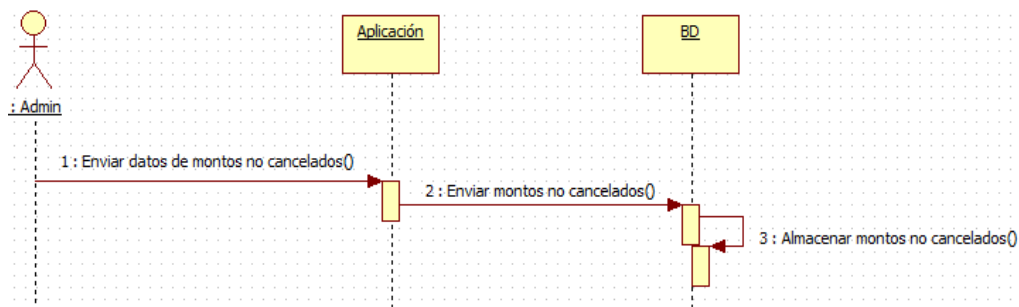 Aplicación
BD
: Admin
1 : Enviar datos de montos no cancelados()
2 : Enviar montos no cancelados()
3 : Almacenar montos no cancelados()